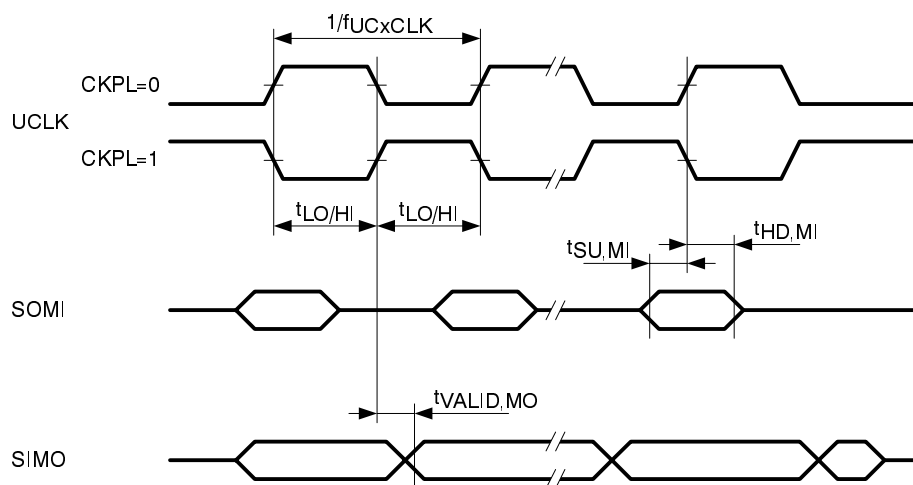 1/fUCxCLK
CKPL=0
UCLK
CKPL=1
tLO/HI tLO/HI
tSU,MI tHD,MI
SOMI
tVALID,MO
SIMO